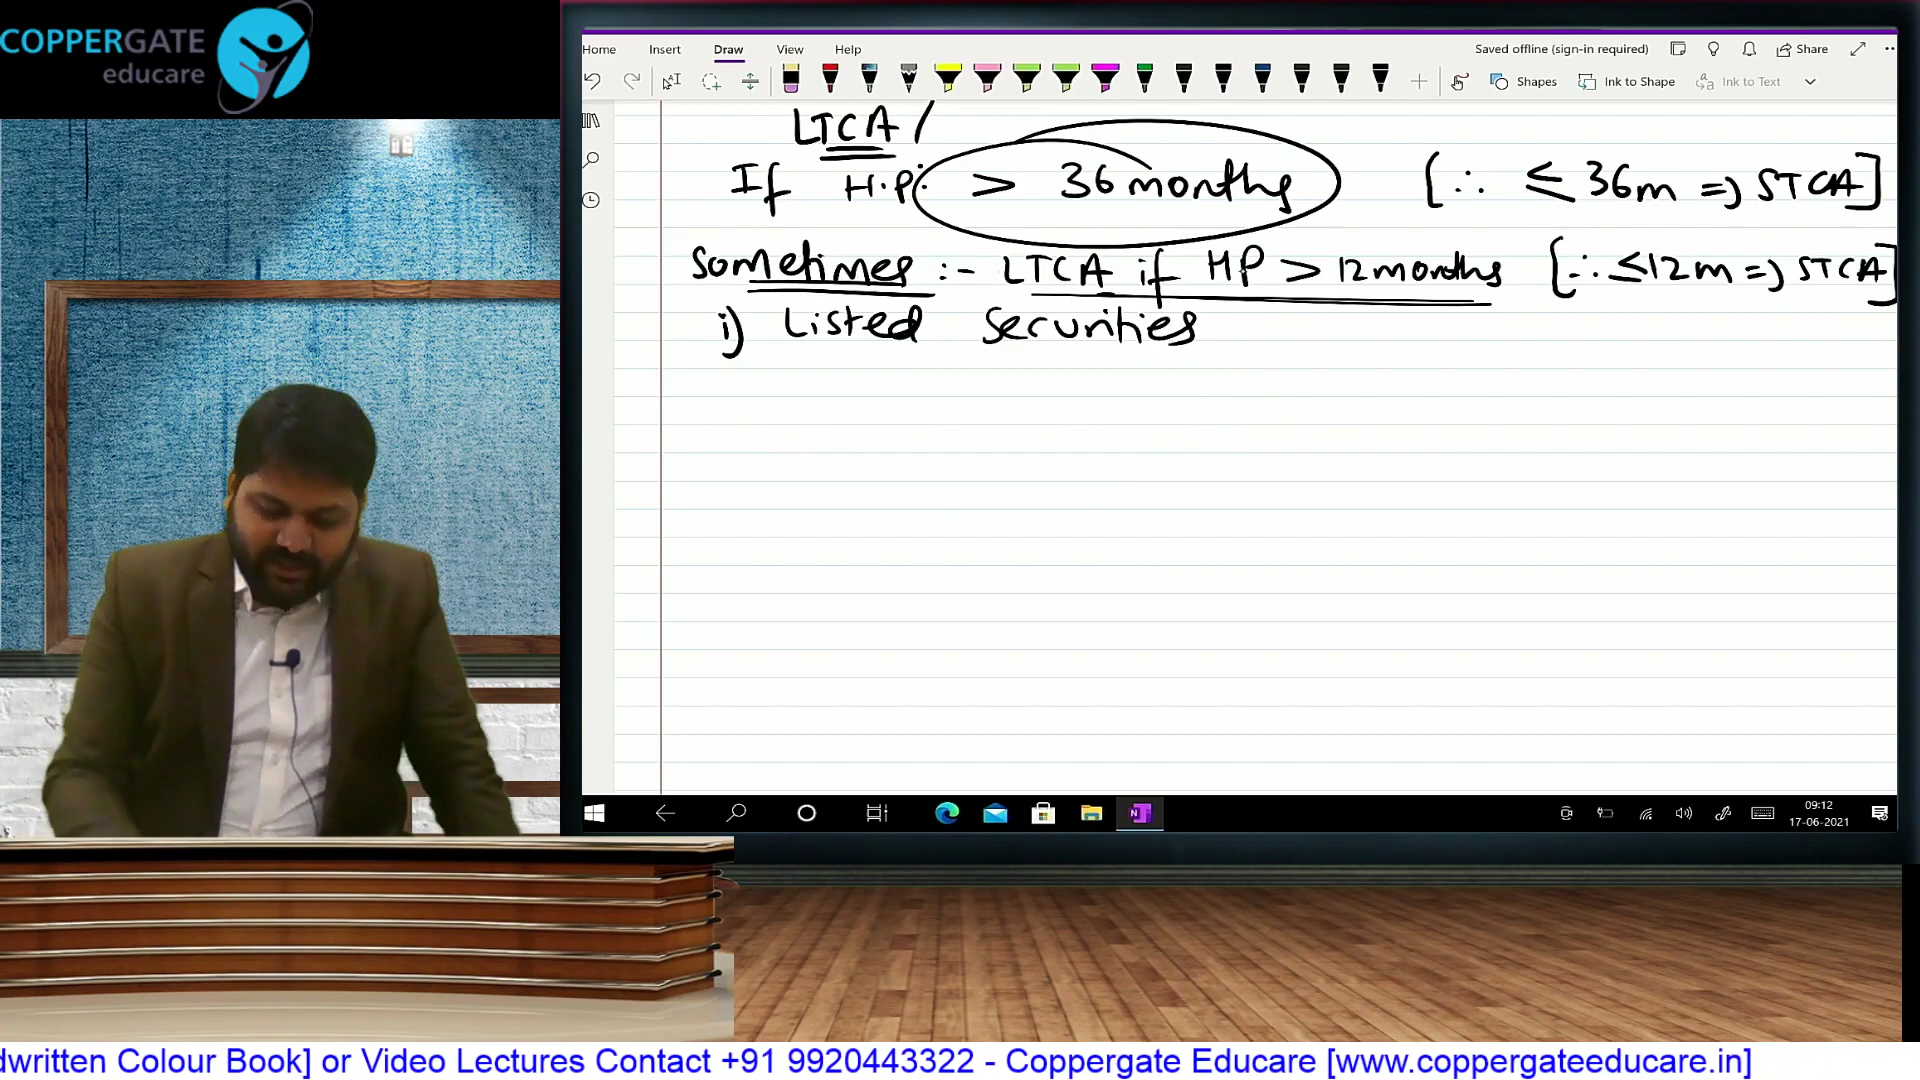 COPPERGATE
educare
Home Insert Draw View Help Saved offline (sign-in required) Share
Shapes Ink to Shape Ink to Text
LTCA /
If H.P. > 36 months [∴ ≤ 36m => STCA]
Sometimes :- LTCA if HP > 12 months [∴ ≤ 12m => STCA]
i) Listed Securities
N
09:12
17-06-2021
dwritten Colour Book] or Video Lectures Contact +91 9920443322 - Coppergate Educare [www.coppergateeducare.in]